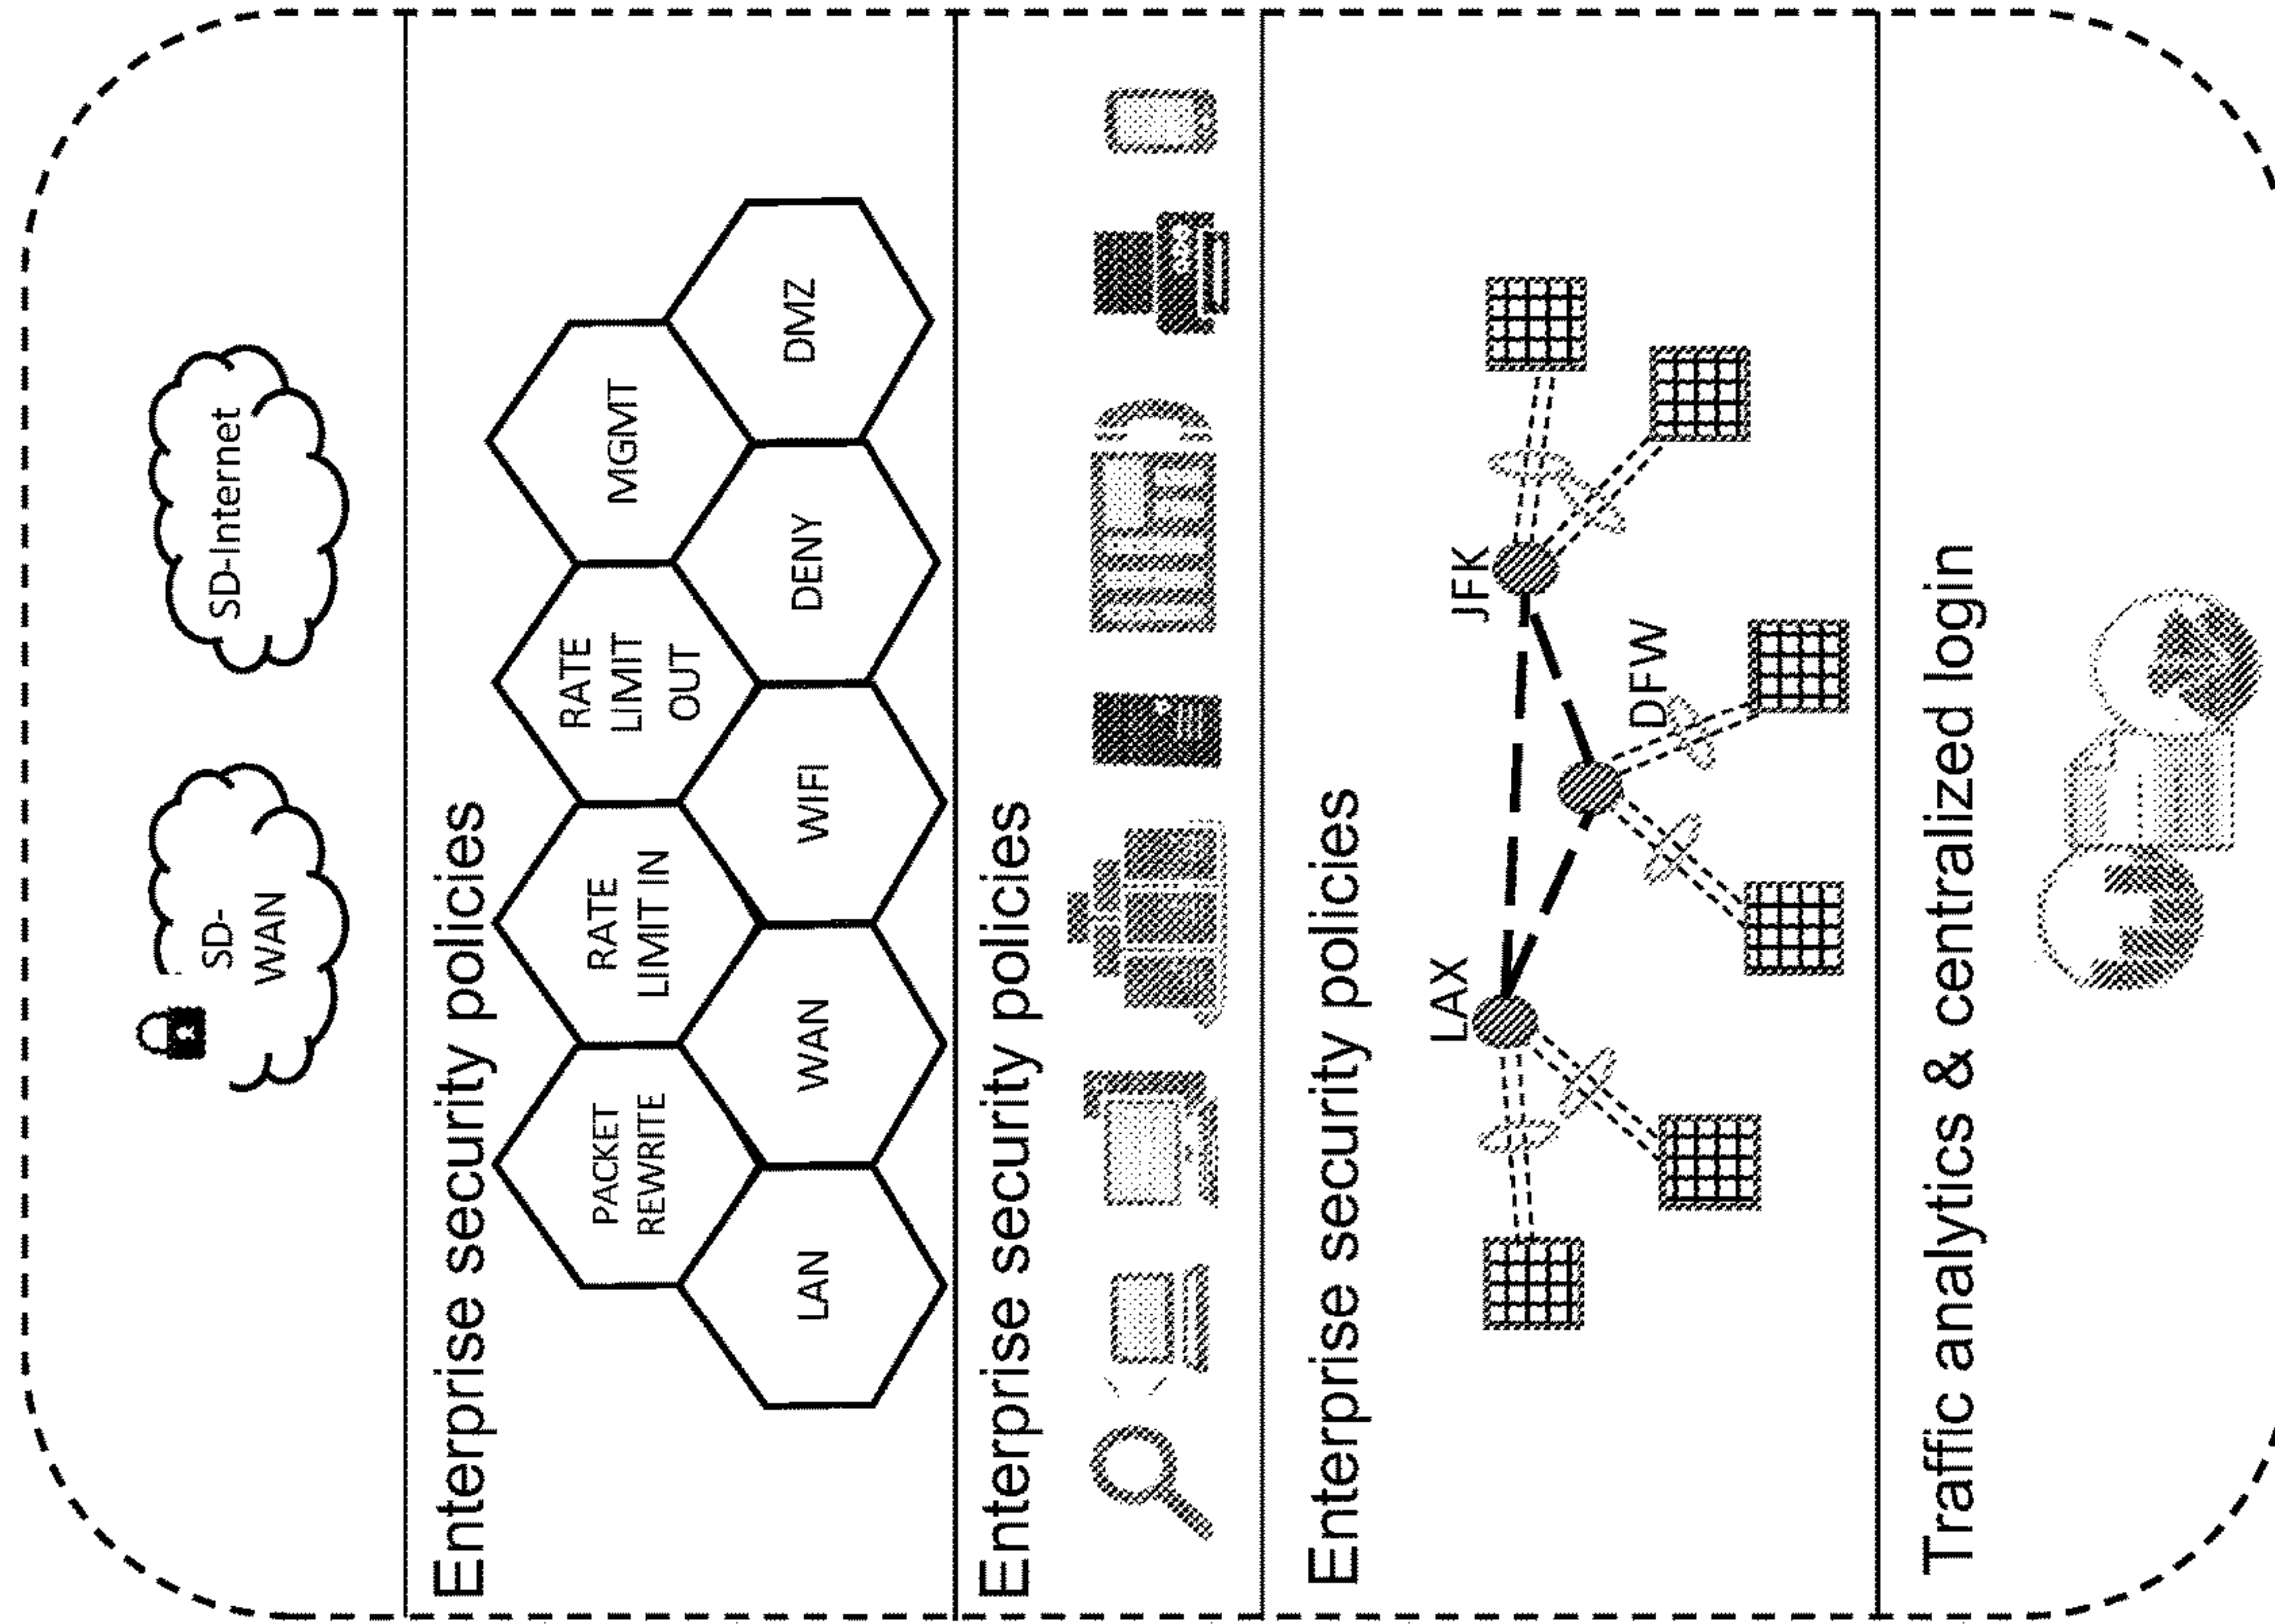 SD-
WAN
SD-Internet
Enterprise security policies
PACKET
REWRITE
RATE
LIMIT IN
RATE
LIMIT
OUT
MGMT
LAN
WAN
WIFI
DENY
DMZ
Enterprise security policies
Enterprise security policies
LAX
JFK
DFW
Traffic analytics & centralized login